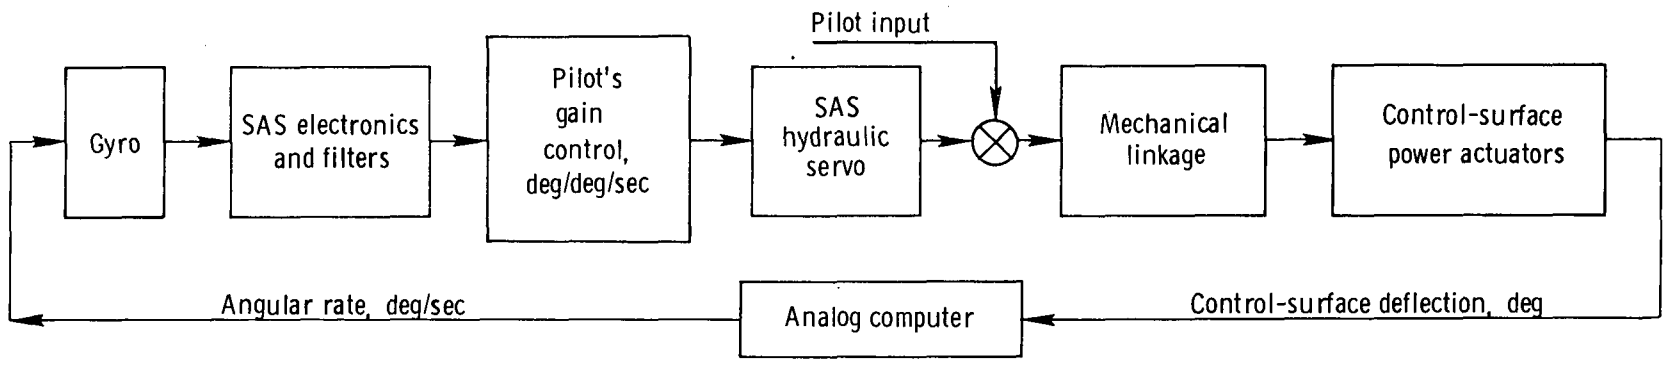 Pilot input
Gyro
SAS electronics
and filters
Pilot's
gain
control,
deg/deg/sec
SAS
hydraulic
servo
Mechanical
linkage
Control-surface
power actuators
Angular rate, deg/sec
Analog computer
Control-surface deflection, deg